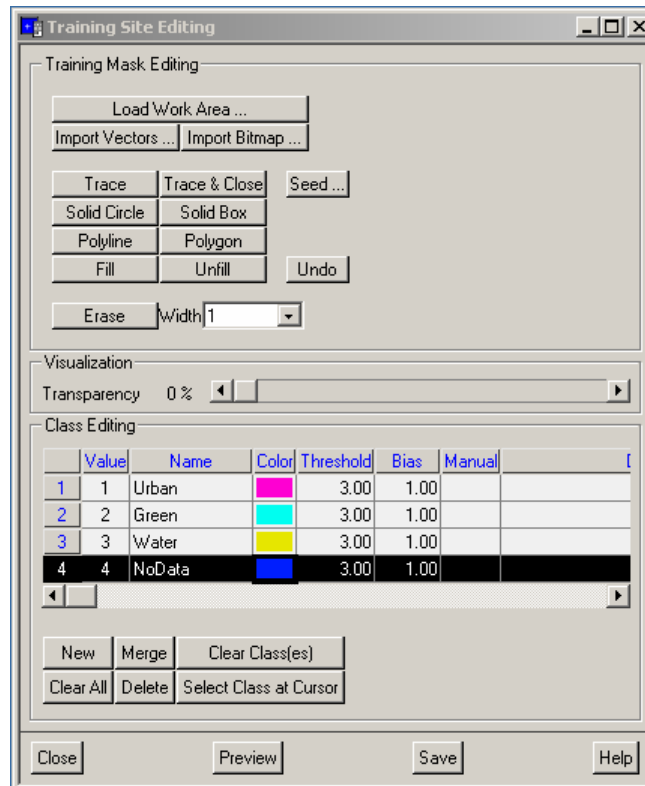 Training Site Editing
Training Mask Editing
Load Work Area ...
Import Vectors ... Import Bitmap ...
Trace Trace & Close Seed ...
Solid Circle Solid Box
Polyline Polygon
Fill Unfill Undo
Erase Width 1
Visualization
Transparency 0 %
Class Editing
Value Name Color Threshold Bias Manual
1 1 Urban 3.00 1.00
2 2 Green 3.00 1.00
3 3 Water 3.00 1.00
4 4 NoData 3.00 1.00
New Merge Clear Class(es)
Clear All Delete Select Class at Cursor
Close Preview Save Help